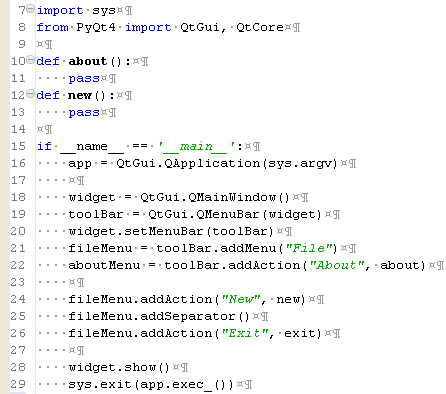 7 import sys¤¶
8 from·PyQt4·import·QtGui,·QtCore¤¶
9 ¤¶
10 def·about():¤¶
11 ····pass¤¶
12 def·new():¤¶
13 ····pass¤¶
14 ¤¶
15 if·__name__·==·'__main__':¤¶
16 ····app·=·QtGui.QApplication(sys.argv)¤¶
17 ····¤¶
18 ····widget·=·QtGui.QMainWindow()¤¶
19 ····toolBar·=·QtGui.QMenuBar(widget)¤¶
20 ····widget.setMenuBar(toolBar)¤¶
21 ····fileMenu·=·toolBar.addMenu("File")¤¶
22 ····aboutMenu·=·toolBar.addAction("About",·about)¤¶
23 ····¤¶
24 ····fileMenu.addAction("New",·new)¤¶
25 ····fileMenu.addSeparator()¤¶
26 ····fileMenu.addAction("Exit",·exit)¤¶
27 ····¤¶
28 ····widget.show()¤¶
29 ····sys.exit(app.exec_())¤¶